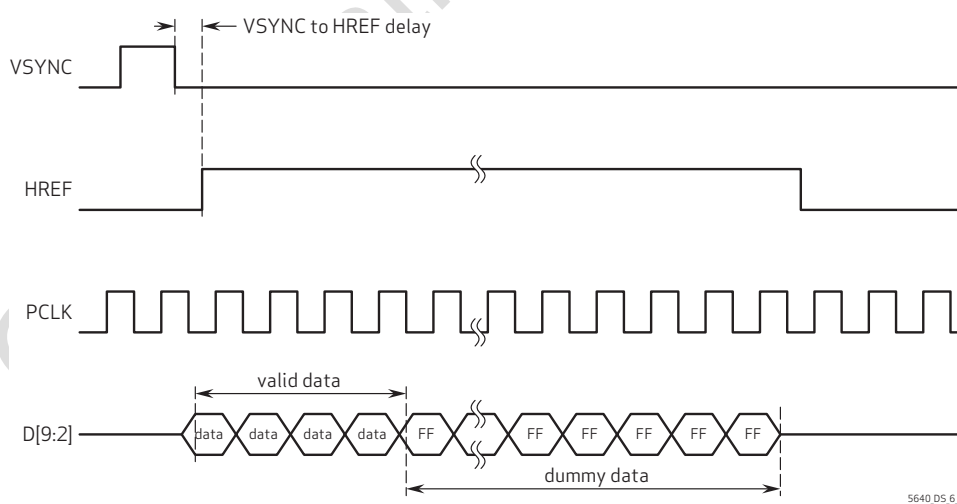 VSYNC to HREF delay
VSYNC
HREF
PCLK
valid data
D[9:2] data data data data FF FF FF FF FF FF
dummy data
5640 DS 6